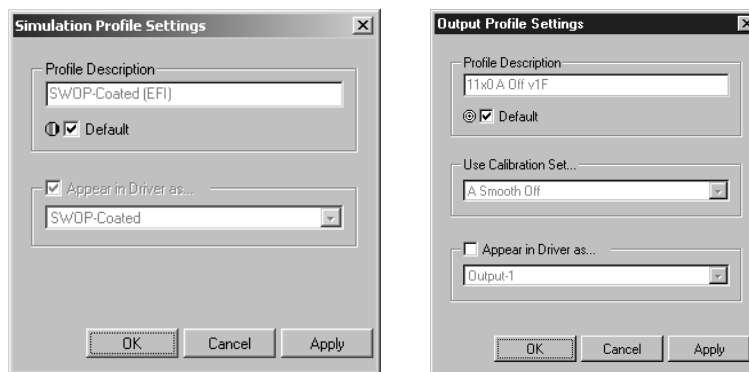 Simulation Profile Settings
Profile Description
SWOP-Coated (EFI)
Default
Appear in Driver as...
SWOP-Coated
OK Cancel Apply
Output Profile Settings
Profile Description
11x0 A Off v1F
Default
Use Calibration Set...
A Smooth Off
Appear in Driver as...
Output-1
OK Cancel Apply